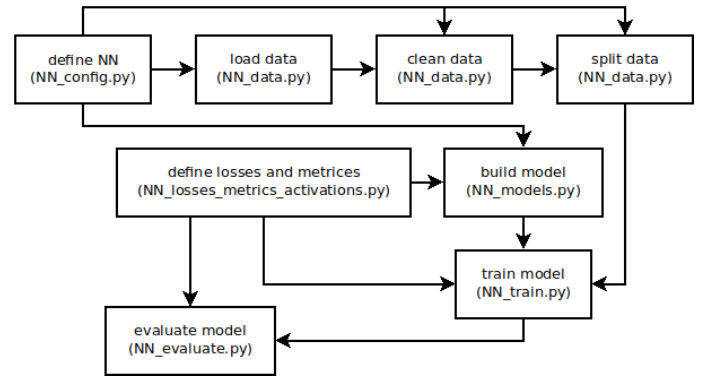 define NN
(NN_config.py)
load data
(NN_data.py)
clean data
(NN_data.py)
split data
(NN_data.py)
define losses and metrices
(NN_losses_metrics_activations.py)
build model
(NN_models.py)
train model
(NN_train.py)
evaluate model
(NN_evaluate.py)